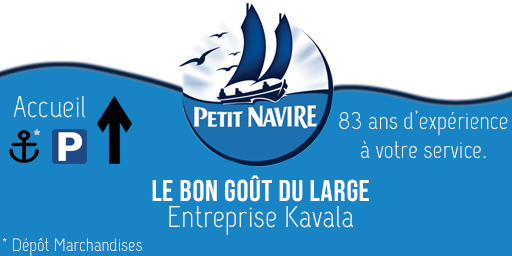 PETIT NAVIRE
Accueil
*
P
83 ans d'expérience
à votre service.
LE BON GOÛT DU LARGE
Entreprise Kavala
* Dépôt Marchandises